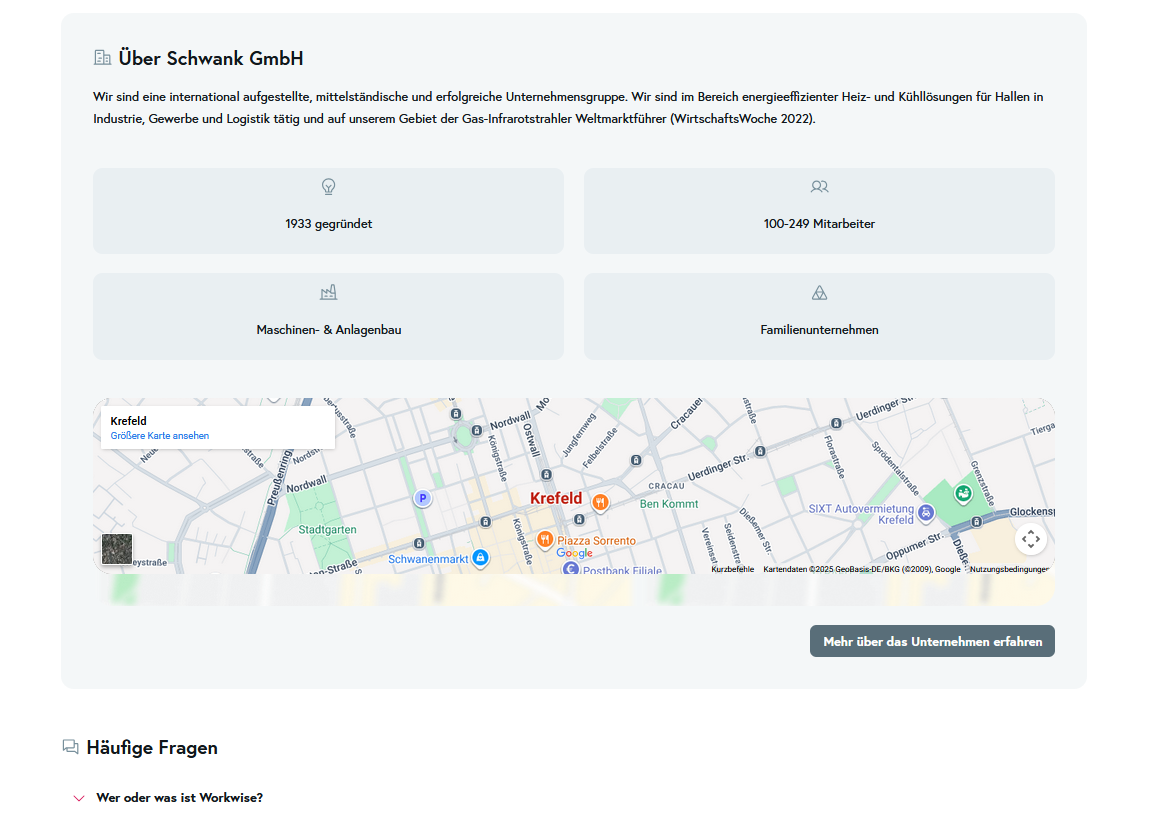 Über Schwank GmbH
Wir sind eine international aufgestellte, mittelständische und erfolgreiche Unternehmensgruppe. Wir sind im Bereich energieeffizienter Heiz- und Kühllösungen für Hallen in
Industrie, Gewerbe und Logistik tätig und auf unserem Gebiet der Gas-Infrarotstrahler Weltmarktführer (WirtschaftsWoche 2022).
1933 gegründet
100-249 Mitarbeiter
Maschinen- & Anlagenbau
Familienunternehmen
Krefeld
Größere Karte ansehen
Nordwall
Ostwall
Königstraße
Jungfernweg
Felbelstraße
Cracauer
Uerdinger Str.
Uerdinger Str.
Florastraße
Sprödentalstraße
Grenzstraße
Preußenring
Nordwall
CRACAU
Krefeld
Ben Kommt
P
SIXT Autovermietung
Krefeld
Stadtgarten
Königstraße
Dießemer Str.
Oppumer Str.
Piazza Sorrento
Google
Schwanenmarkt
Postbank Filiale
Kurzbefehle
Kartendaten ©2025 GeoBasis-DE/BKG (©2009), Google
Nutzungsbedingungen
Mehr über das Unternehmen erfahren
Häufige Fragen
Wer oder was ist Workwise?